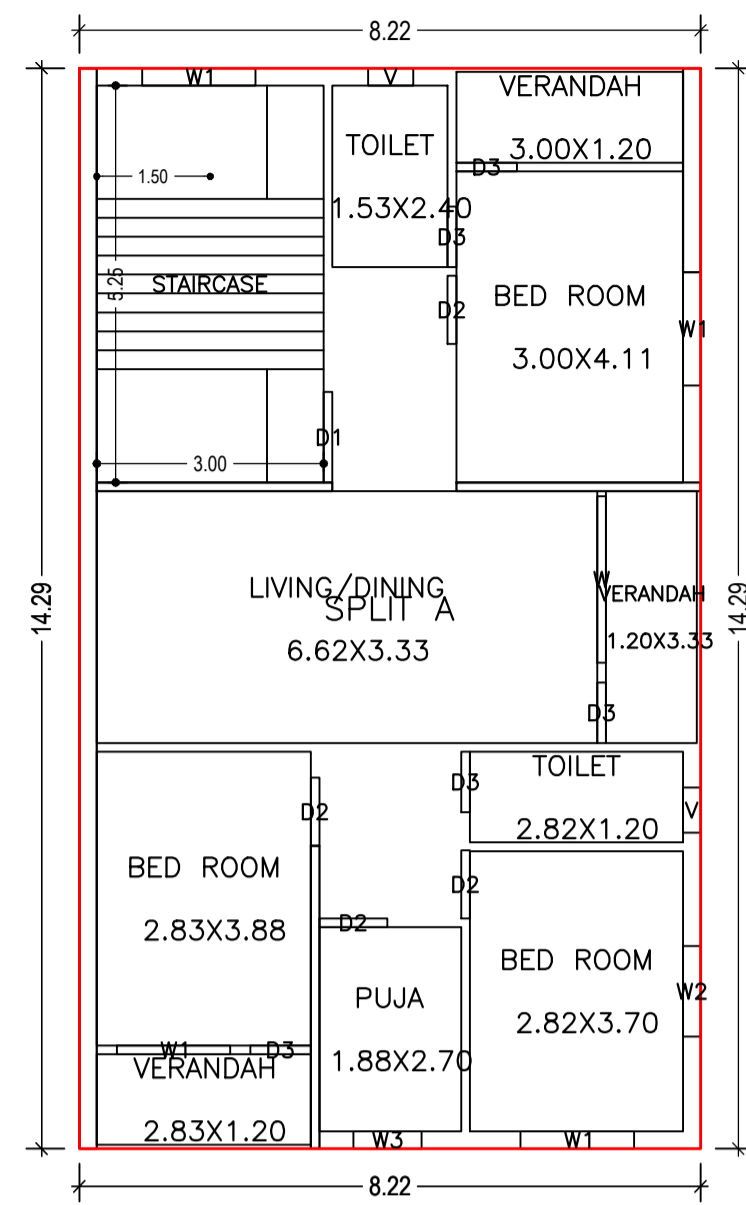 8.22
W1
V
VERANDAH
3.00X1.20
TOILET
1.53X2.40
D3
1.50
D3
5.25
STAIRCASE
D2
BED ROOM
3.00X4.11
W1
D1
3.00
14.29
14.29
LIVING/DINING
SPLIT A
6.62X3.33
W
VERANDAH
1.20X3.33
D3
D3
TOILET
2.82X1.20
V
D2
BED ROOM
2.83X3.88
D2
D2
BED ROOM
2.82X3.70
W2
PUJA
1.88X2.70
W1
D3
VERANDAH
2.83X1.20
W3
W1
8.22